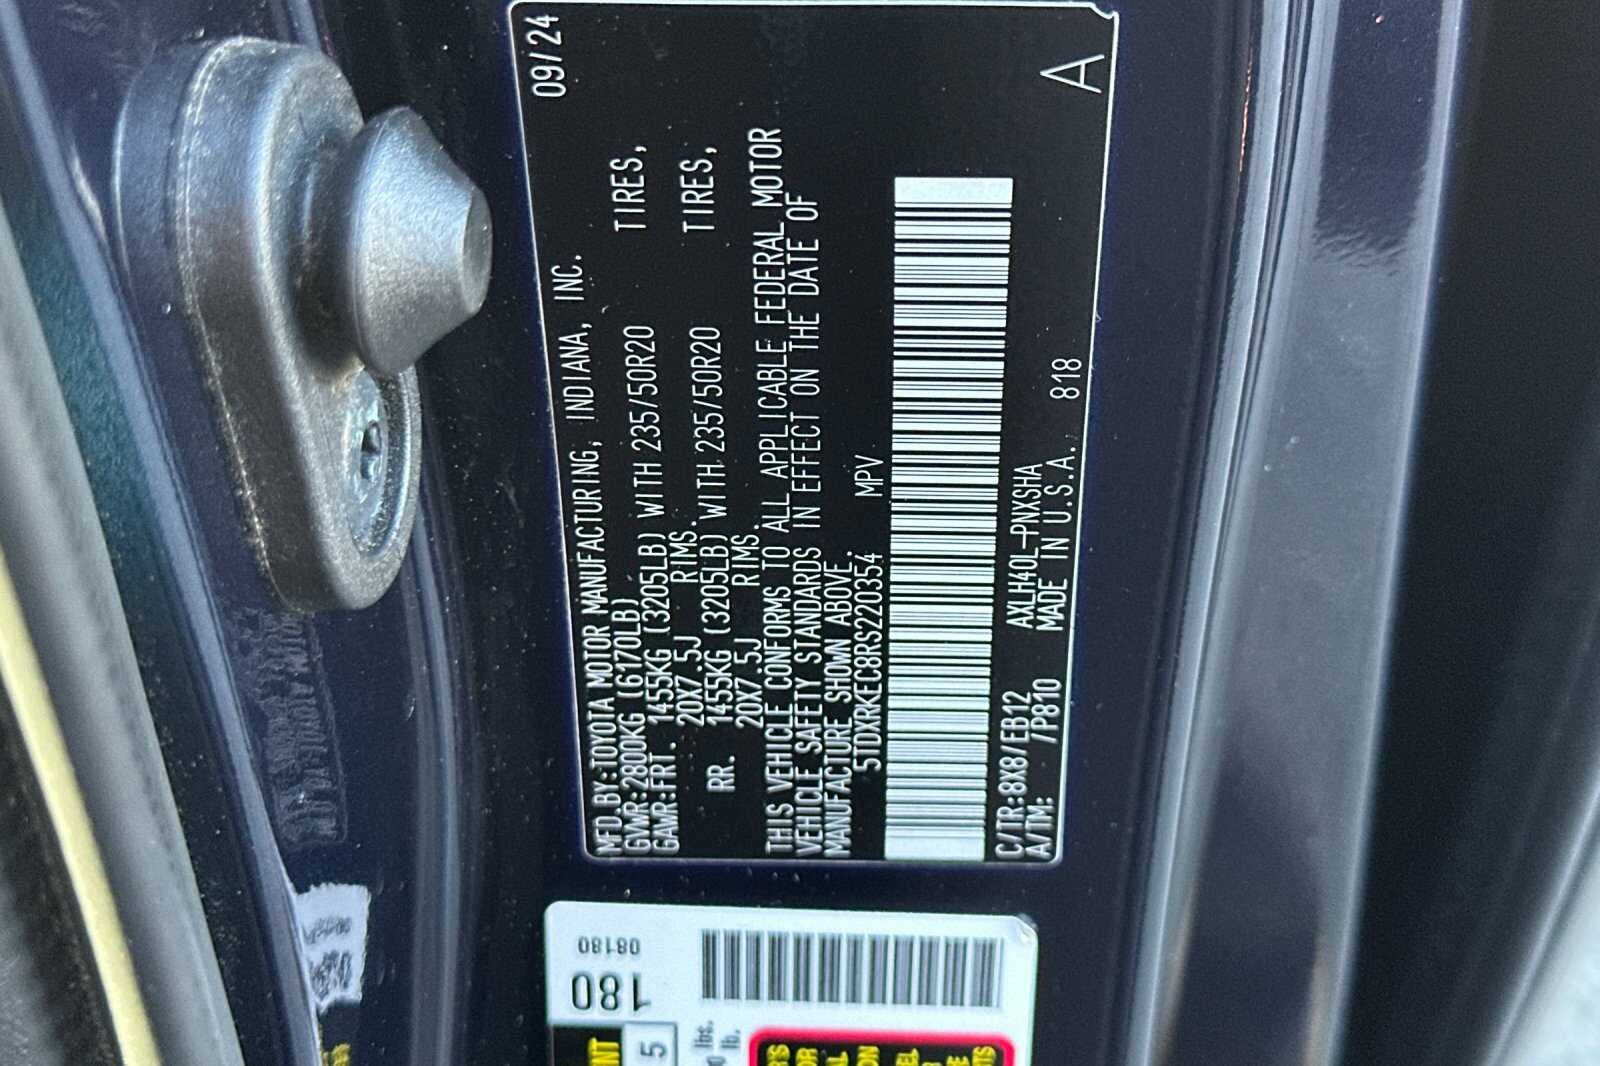 MFD.BY:TOYOTA MOTOR MANUFACTURING, INDIANA, INC. 09/24
GVWR:2800KG (6170LB)
GAWR:FRT. 1455KG (3205LB) WITH 235/50R20 TIRES,
20X7.5J RIMS.
RR. 1455KG (3205LB) WITH 235/50R20 TIRES,
20X7.5J RIMS.
THIS VEHICLE CONFORMS TO ALL APPLICABLE FEDERAL MOTOR
VEHICLE SAFETY STANDARDS IN EFFECT ON THE DATE OF
MANUFACTURE SHOWN ABOVE.
5TDXRKEC8RS220354 MPV
C/TR:8X8/EB12 AXLH40L-PNXSHA
A/TM: /P810 MADE IN U.S.A. 818 A
08180
180
5
lbs.
lb.